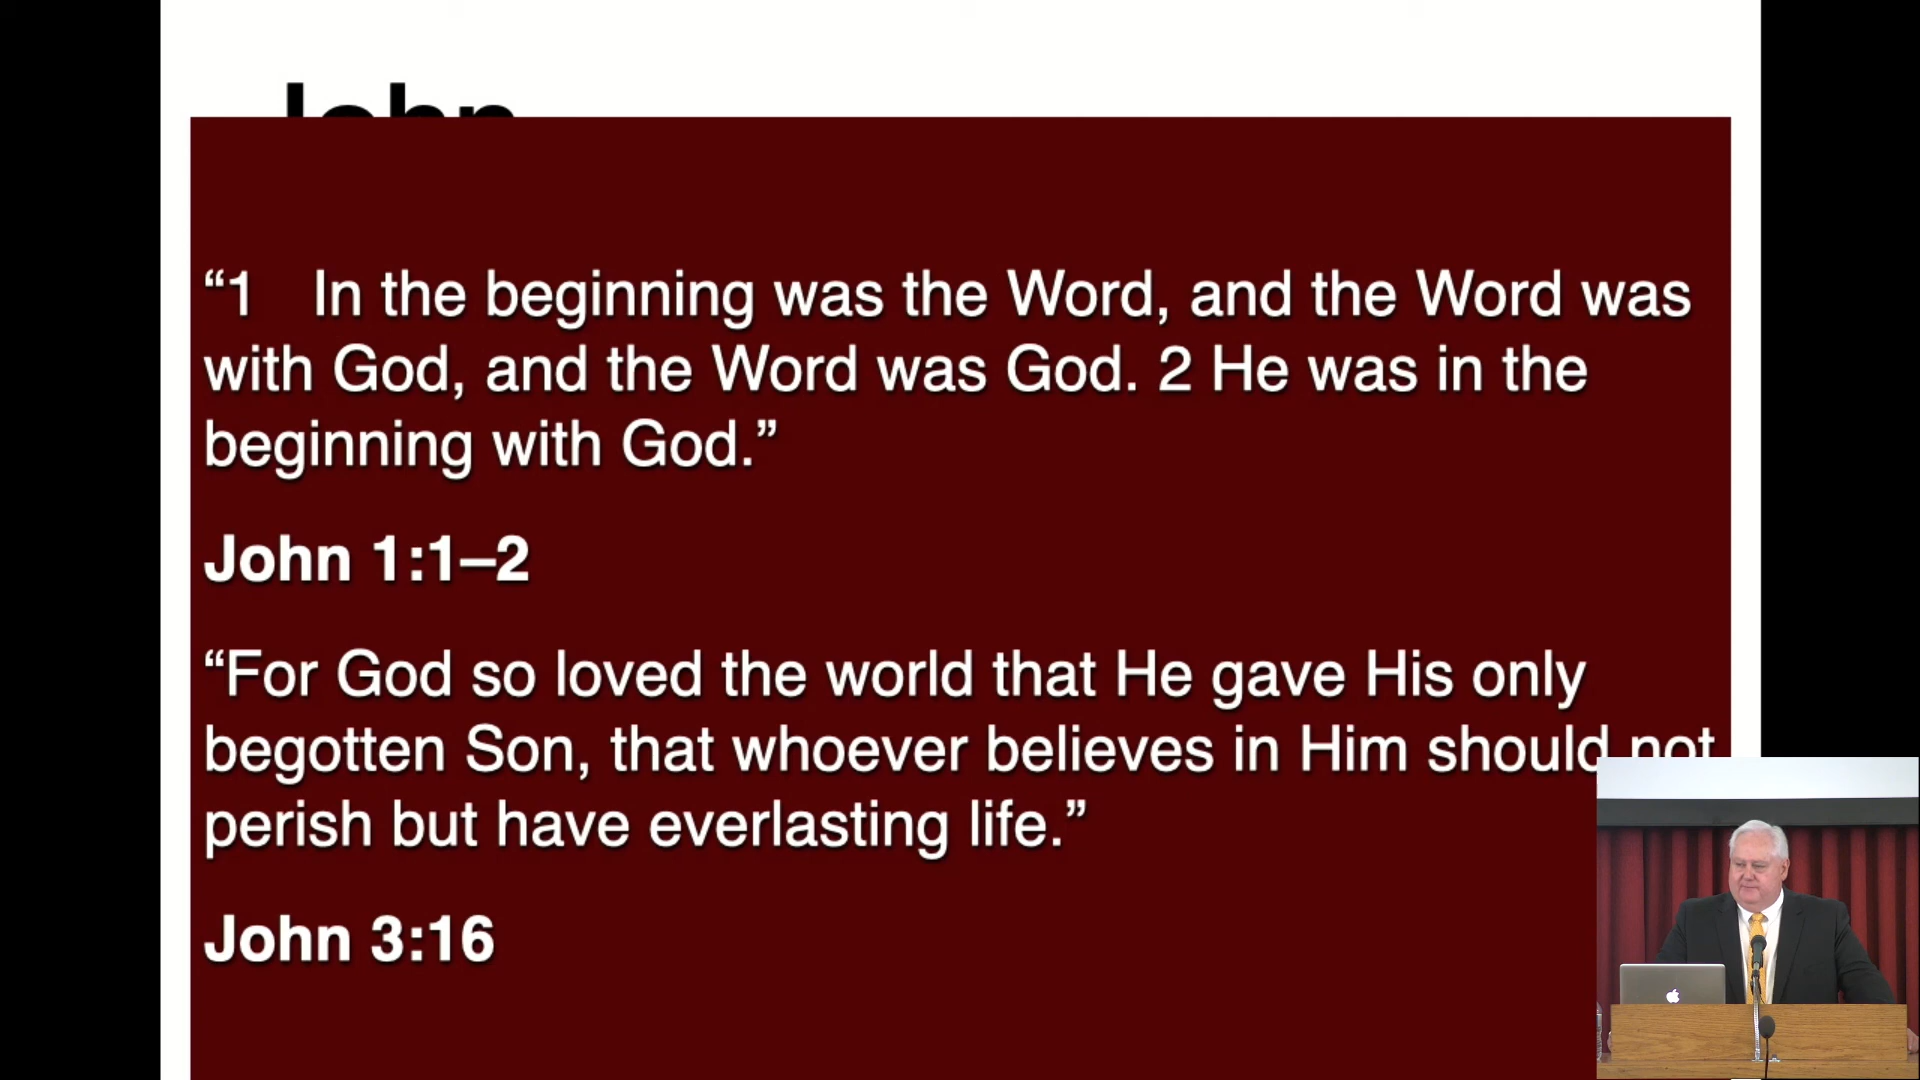 John
“1 In the beginning was the Word, and the Word was
with God, and the Word was God. 2 He was in the
beginning with God.”
John 1:1–2
“For God so loved the world that He gave His only
begotten Son, that whoever believes in Him should not
perish but have everlasting life.”
John 3:16